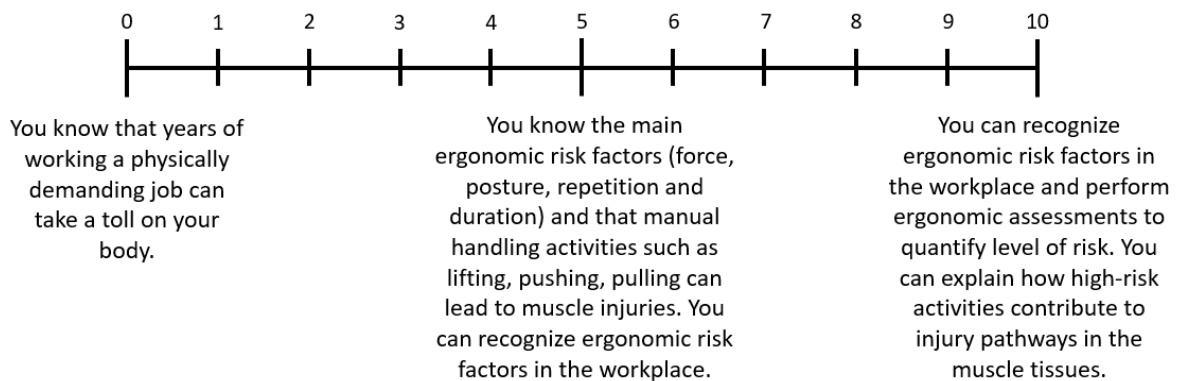 0 1 2 3 4 5 6 7 8 9 10
You know that years of
working a physically
demanding job can
take a toll on your
body.
You know the main
ergonomic risk factors (force,
posture, repetition and
duration) and that manual
handling activities such as
lifting, pushing, pulling can
lead to muscle injuries. You
can recognize ergonomic risk
factors in the workplace.
You can recognize
ergonomic risk factors in
the workplace and perform
ergonomic assessments to
quantify level of risk. You
can explain how high-risk
activities contribute to
injury pathways in the
muscle tissues.